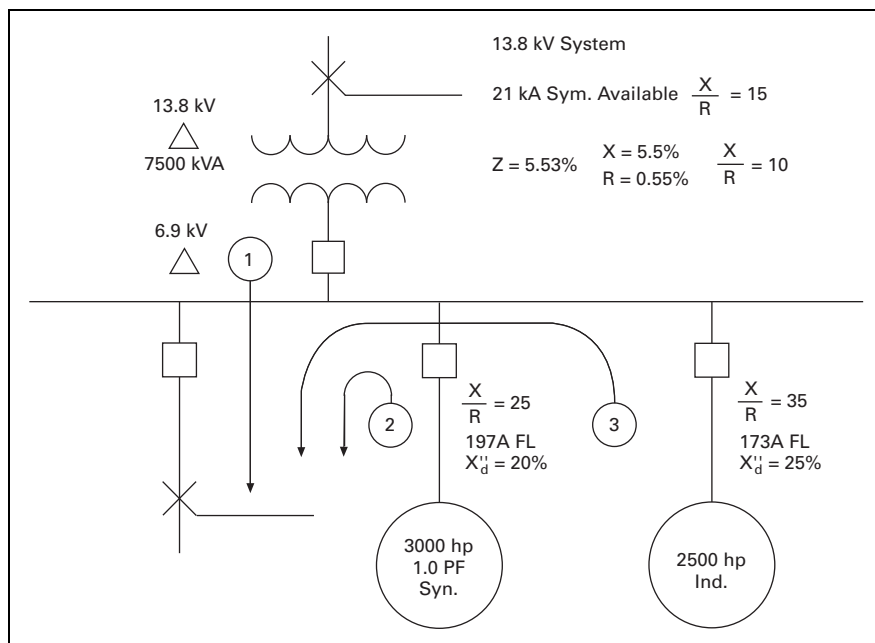 13.8 kV System
21 kA Sym. Available X/R = 15
13.8 kV
7500 kVA
Z = 5.53%
X = 5.5%
R = 0.55%
X/R = 10
6.9 kV
1
2
3
X/R = 25
197A FL
X''d = 20%
X/R = 35
173A FL
X''d = 25%
3000 hp
1.0 PF
Syn.
2500 hp
Ind.